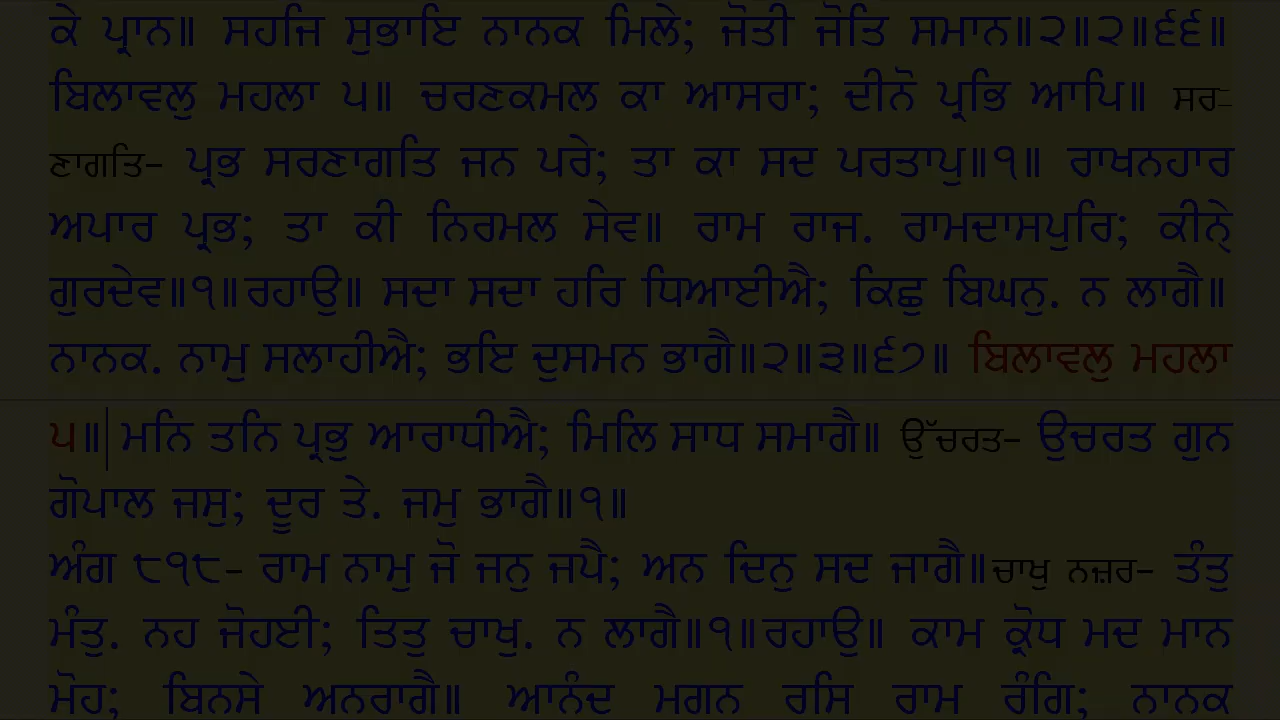 ਕੇ ਪ੍ਰਾਨ॥ ਸਹਜਿ ਸੁਭਾਇ ਨਾਨਕ ਮਿਲੇ; ਜੋਤੀ ਜੋਤਿ ਸਮਾਨ॥੨॥੨॥੬੬॥
ਬਿਲਾਵਲੁ ਮਹਲਾ ੫॥ ਚਰਣਕਮਲ ਕਾ ਆਸਰਾ; ਦੀਨੋ ਪ੍ਰਭਿ ਆਪਿ॥ ਸਰ–
ਣਾਗਤਿ– ਪ੍ਰਭ ਸਰਣਾਗਤਿ ਜਨ ਪਰੇ; ਤਾ ਕਾ ਸਦ ਪਰਤਾਪੁ॥੧॥ ਰਾਖਨਹਾਰ
ਅਪਾਰ ਪ੍ਰਭ; ਤਾ ਕੀ ਨਿਰਮਲ ਸੇਵ॥ ਰਾਮ ਰਾਜ. ਰਾਮਦਾਸਪੁਰਿ; ਕੀਨੇ੍
ਗੁਰਦੇਵ॥੧॥ਰਹਾਉ॥ ਸਦਾ ਸਦਾ ਹਰਿ ਧਿਆਈਐ; ਕਿਛੁ ਬਿਘਨੁ. ਨ ਲਾਗੈ॥
ਨਾਨਕ. ਨਾਮੁ ਸਲਾਹੀਐ; ਭਇ ਦੁਸਮਨ ਭਾਗੈ॥੨॥੩॥੬੭॥ ਬਿਲਾਵਲੁ ਮਹਲਾ
੫॥ ਮਨਿ ਤਨਿ ਪ੍ਰਭੁ ਆਰਾਧੀਐ; ਮਿਲਿ ਸਾਧ ਸਮਾਗੈ॥ ਉੱਚਰਤ– ਉਚਰਤ ਗੁਨ
ਗੋਪਾਲ ਜਸੁ; ਦੂਰ ਤੇ. ਜਮੁ ਭਾਗੈ॥੧॥
ਅੰਗ ੮੧੮– ਰਾਮ ਨਾਮੁ ਜੋ ਜਨੁ ਜਪੈ; ਅਨ ਦਿਨੁ ਸਦ ਜਾਗੈ॥ਚਾਖੁ ਨਜ਼ਰ– ਤੰਤੁ
ਮੰਤੁ. ਨਹ ਜੋਹਈ; ਤਿਤੁ ਚਾਖੁ. ਨ ਲਾਗੈ॥੧॥ਰਹਾਉ॥ ਕਾਮ ਕ੍ਰੋਧ ਮਦ ਮਾਨ
ਮੋਹ; ਬਿਨਸੇ ਅਨਰਾਗੈ॥ ਆਨੰਦ ਮਗਨ ਰਸਿ ਰਾਮ ਰੰਗਿ; ਨਾਨਕ